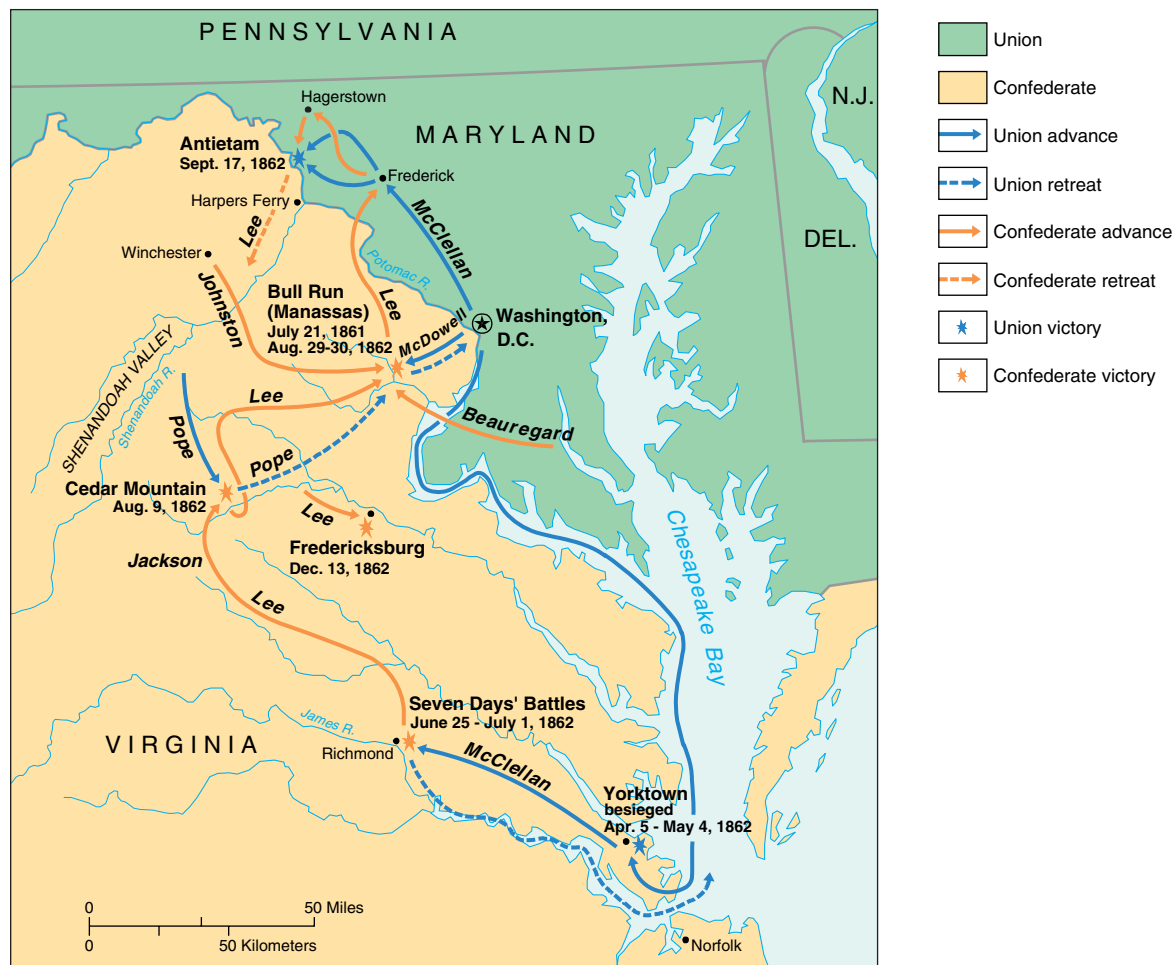 PENNSYLVANIA
N.J.
Hagerstown
MARYLAND
Antietam
Sept. 17, 1862
Frederick
Harpers Ferry
McClellan
Lee
DEL.
Winchester
Potomac R.
Johnston
Bull Run
(Manassas)
July 21, 1861
Aug. 29-30, 1862
Lee
McDowell
Washington,
D.C.
SHENANDOAH VALLEY
Shenandoah R.
Lee
Pope
Beauregard
Pope
Cedar Mountain
Aug. 9, 1862
Lee
Fredericksburg
Dec. 13, 1862
Chesapeake Bay
Jackson
Lee
Seven Days' Battles
June 25 - July 1, 1862
James R.
VIRGINIA
Richmond
McClellan
Yorktown
besieged
Apr. 5 - May 4, 1862
0 50 Miles
0 50 Kilometers
Norfolk
Union
Confederate
Union advance
Union retreat
Confederate advance
Confederate retreat
Union victory
Confederate victory